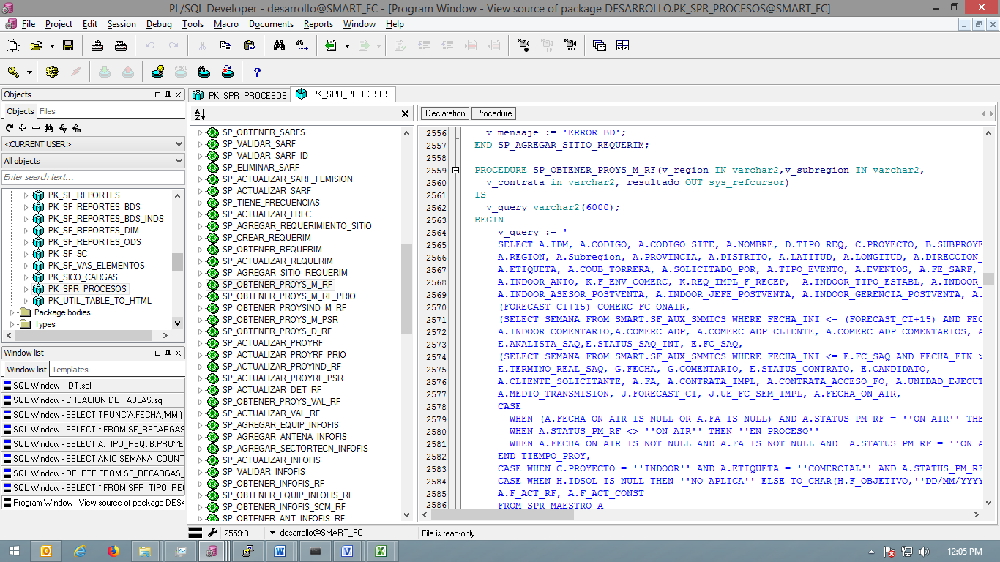 PL/SQL Developer - desarrollo@SMART_FC - [Program Window - View source of package DESARROLLO.PK_SPR_PROCESOS@SMART_FC]
File Project Edit Session Debug Tools Macro Documents Reports Window Help
Objects
Objects Files
<CURRENT USER>
All objects
Enter search text...
PK_SF_REPORTES
PK_SF_REPORTES_BDS
PK_SF_REPORTES_BDS_INDS
PK_SF_REPORTES_DIM
PK_SF_REPORTES_ODS
PK_SF_SC
PK_SF_VAS_ELEMENTOS
PK_SICO_CARGAS
PK_SPR_PROCESOS
PK_UTIL_TABLE_TO_HTML
Package bodies
Types
Window list
Window list Templates
SQL Window - IDT.sql
SQL Window - CREACION DE TABLAS.sql
SQL Window - SELECT TRUNC(A.FECHA,'MM')
SQL Window - SELECT * FROM SF_RECARGAS
SQL Window - SELECT A.TIPO_REQ, B.PROYE
SQL Window - SELECT ANIO,SEMANA, COUNT
SQL Window - DELETE FROM SF_RECARGAS_
SQL Window - SELECT * FROM SPR_TIPO_REC
Program Window - View source of package DESA
PK_SPR_PROCESOS PK_SPR_PROCESOS
SP_OBTENER_SARFS
SP_VALIDAR_SARF
SP_VALIDAR_SARF_ID
SP_ELIMINAR_SARF
SP_ACTUALIZAR_SARF_FEMISION
SP_ACTUALIZAR_SARF
SP_TIENE_FRECUENCIAS
SP_ACTUALIZAR_FREC
SP_AGREGAR_REQUERIMIENTO_SITIO
SP_CREAR_REQUERIM
SP_OBTENER_REQUERIM
SP_ACTUALIZAR_REQUERIM
SP_AGREGAR_SITIO_REQUERIM
SP_OBTENER_PROYS_M_RF
SP_OBTENER_PROYS_M_RF_PRIO
SP_OBTENER_PROYSIND_M_RF
SP_OBTENER_PROYS_M_PSR
SP_OBTENER_PROYS_D_RF
SP_ACTUALIZAR_PROYRF
SP_ACTUALIZAR_PROYRF_PRIO
SP_ACTUALIZAR_PROYIND_RF
SP_ACTUALIZAR_PROYRF_PSR
SP_ACTUALIZAR_DET_RF
SP_OBTENER_PROYS_VAL_RF
SP_ACTUALIZAR_VAL_RF
SP_AGREGAR_EQUIP_INFOFIS
SP_AGREGAR_ANTENA_INFOFIS
SP_AGREGAR_SECTORTECN_INFOFIS
SP_ACTUALIZAR_INFOFIS
SP_VALIDAR_INFOFIS
SP_OBTENER_INFOFIS_RF
SP_OBTENER_EQUIP_INFOFIS_RF
SP_OBTENER_INFOFIS_SCM_RF
SP_OBTENER_ANT_INFOFIS_RF
Declaration Procedure
2556 v_mensaje := 'ERROR BD';
2557 END SP_AGREGAR_SITIO_REQUERIM;
2558
2559 PROCEDURE SP_OBTENER_PROYS_M_RF(v_region IN varchar2,v_subregion IN varchar2,
2560 v_contrata in varchar2, resultado OUT sys_refcursor)
2561 IS
2562 v_query varchar2(6000);
2563 BEGIN
2564 v_query := '
2565 SELECT A.IDM, A.CODIGO, A.CODIGO_SITE, A.NOMBRE, D.TIPO_REQ, C.PROYECTO, B.SUBPROYE
2566 A.REGION, A.Subregion, A.PROVINCIA, A.DISTRITO, A.LATITUD, A.LONGITUD, A.DIRECCION_
2567 A.ETIQUETA, A.COUB_TORRERA, A.SOLICITADO_POR, A.TIPO_EVENTO, A.EVENTOS, A.FE_SARF,
2568 A.INDOOR_ANIO, K.F_ENV_COMERC, K.REQ_IMPL_F_RECEP, A.INDOOR_TIPO_ESTABL, A.INDOOR_
2569 A.INDOOR_ASESOR_POSTVENTA, A.INDOOR_JEFE_POSTVENTA, A.INDOOR_GERENCIA_POSTVENTA, A.
2570 (FORECAST_CI+15) COMERC_FC_ONAIR,
2571 (SELECT SEMANA FROM SMART.SF_AUX_SMMICS WHERE FECHA_INI <= (FORECAST_CI+15) AND FEC
2572 A.INDOOR_COMENTARIO,A.COMERC_ADP, A.COMERC_ADP_CLIENTE, A.COMERC_ADP_COMENTARIOS, A
2573 E.ANALISTA_SAQ,E.STATUS_SAQ_INT, E.FC_SAQ,
2574 (SELECT SEMANA FROM SMART.SF_AUX_SMMICS WHERE FECHA_INI <= E.FC_SAQ AND FECHA_FIN >
2575 E.TERMINO_REAL_SAQ, G.FECHA, G.COMENTARIO, E.STATUS_CONTRATO, E.CANDIDATO,
2576 A.CLIENTE_SOLICITANTE, A.FA, A.CONTRATA_IMPL, A.CONTRATA_ACCESO_FO, A.UNIDAD_EJECUT
2577 A.MEDIO_TRANSMISION, J.FORECAST_CI, J.UE_FC_SEM_IMPL, A.FECHA_ON_AIR,
2578 CASE
2579 WHEN (A.FECHA_ON_AIR IS NULL OR A.FA IS NULL) AND A.STATUS_PM_RF = ''ON AIR'' THE
2580 WHEN A.STATUS_PM_RF <> ''ON AIR'' THEN ''EN PROCESO''
2581 WHEN A.FECHA_ON_AIR IS NOT NULL AND A.FA IS NOT NULL AND A.STATUS_PM_RF = ''ON A
2582 END TIEMPO_PROY,
2583 CASE WHEN C.PROYECTO = ''INDOOR'' AND A.ETIQUETA = ''COMERCIAL'' AND A.STATUS_PM_RF
2584 CASE WHEN H.IDSOL IS NULL THEN ''NO APLICA'' ELSE TO_CHAR(H.F_OBJETIVO,''DD/MM/YYYY
2585 A.F_ACT_RF, A.F_ACT_CONST
2586 FROM SPR_MAESTRO A
2559:3 desarrollo@SMART_FC File is read-only
12:05 PM